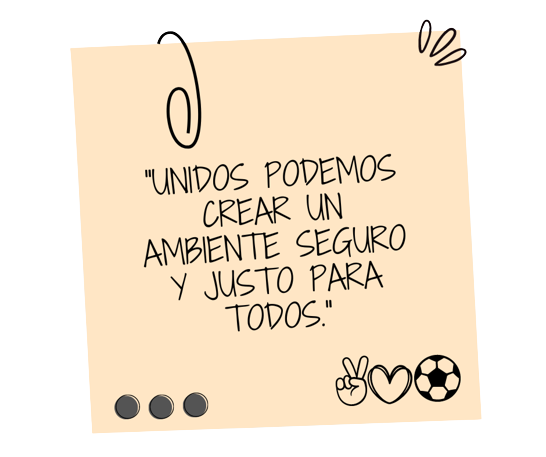 "UNIDOS PODEMOS
CREAR UN
AMBIENTE SEGURO
Y JUSTO PARA
TODOS."